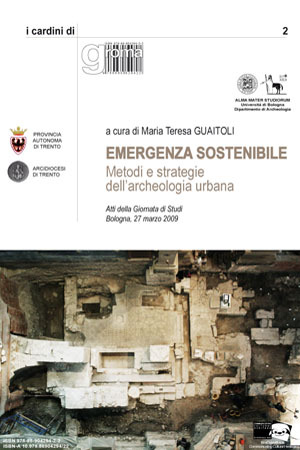 i cardini di
2
groma
ALMA MATER STUDIORUM
Università di Bologna
Dipartimento di Archeologia
PROVINCIA
AUTONOMA
DI TRENTO
ARCIDIOCESI
DI TRENTO
a cura di Maria Teresa GUAITOLI
EMERGENZA SOSTENIBILE
Metodi e strategie
dell'archeologia urbana
Atti della Giornata di Studi
Bologna, 27 marzo 2009